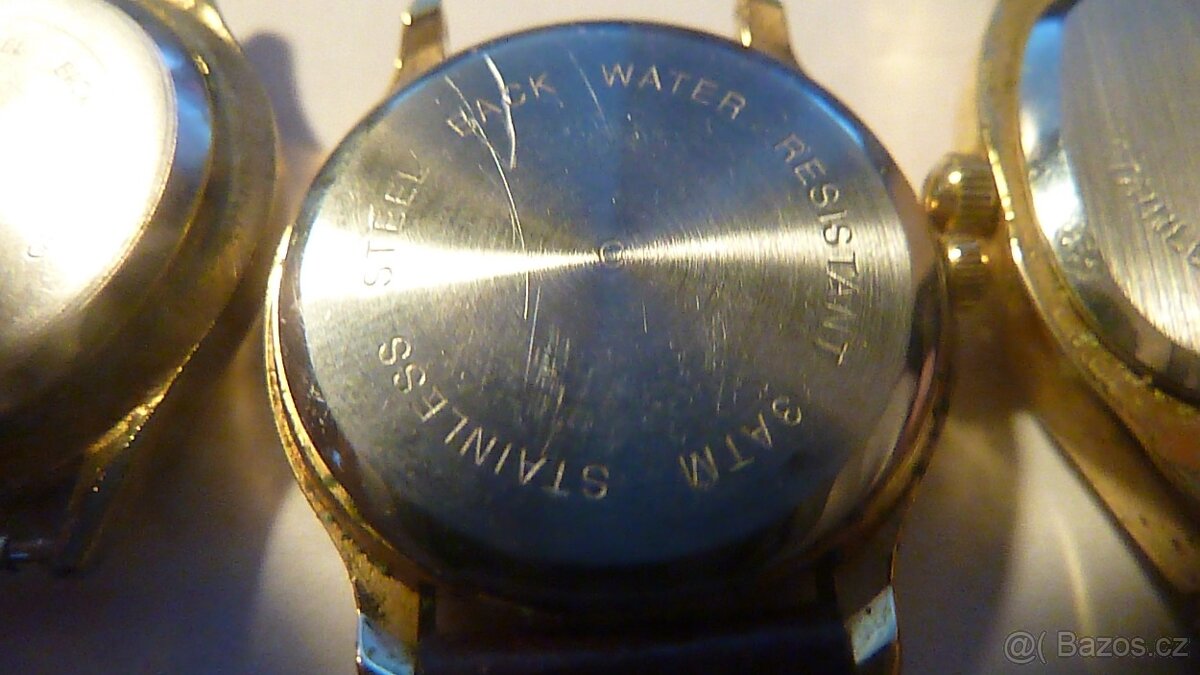 STAINLESS STEEL BACK WATER RESISTANT 3ATM
@( Bazos.cz